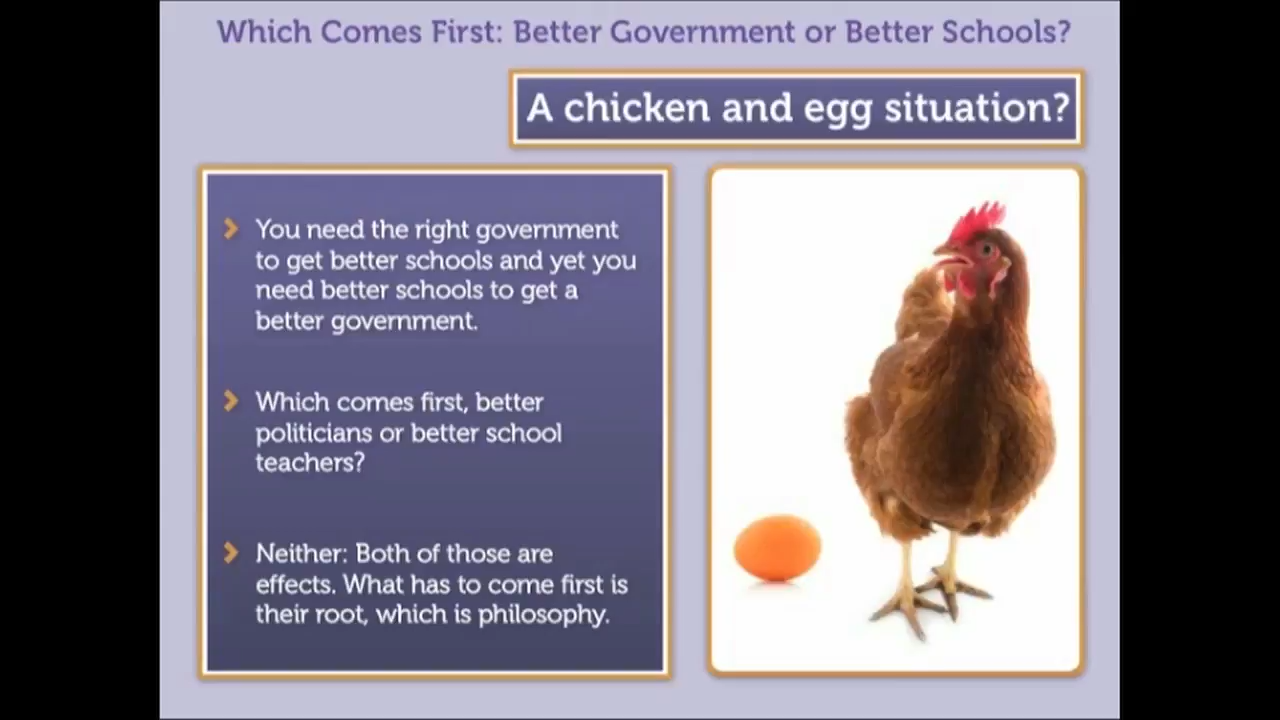 Which Comes First: Better Government or Better Schools?
A chicken and egg situation?
You need the right government
to get better schools and yet you
need better schools to get a
better government.
Which comes first, better
politicians or better school
teachers?
Neither: Both of those are
effects. What has to come first is
their root, which is philosophy.